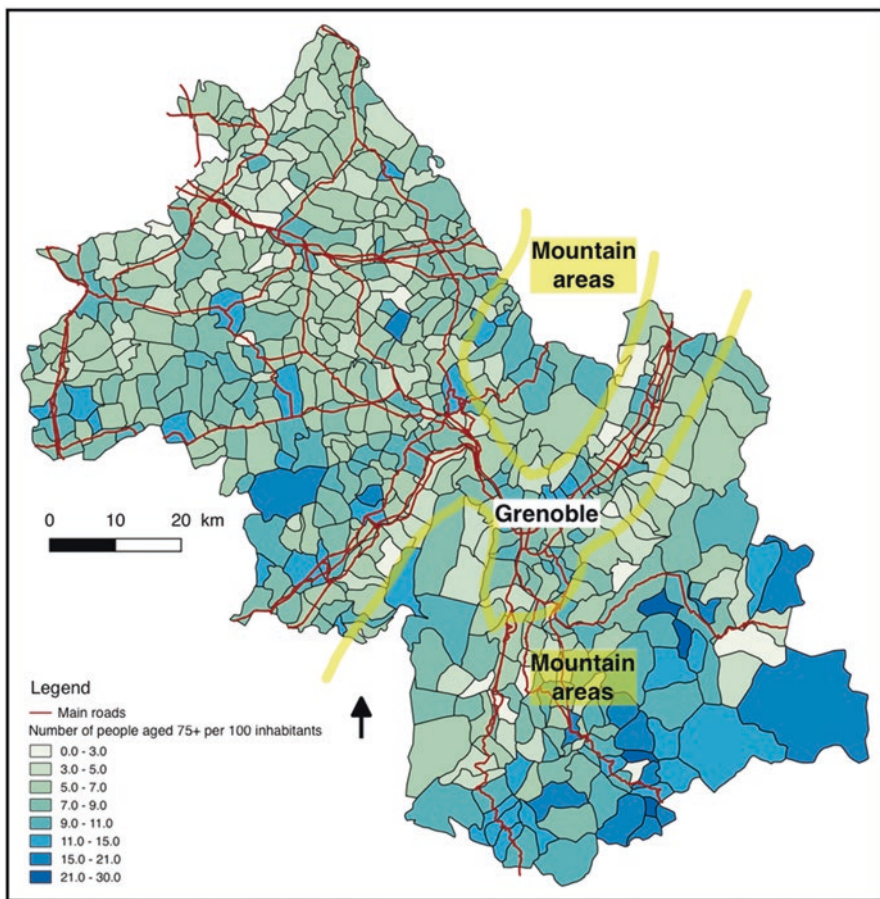 Mountain
areas
Grenoble
0 10 20 km
Mountain
areas
Legend
Main roads
Number of people aged 75+ per 100 inhabitants
0.0 - 3.0
3.0 - 5.0
5.0 - 7.0
7.0 - 9.0
9.0 - 11.0
11.0 - 15.0
15.0 - 21.0
21.0 - 30.0